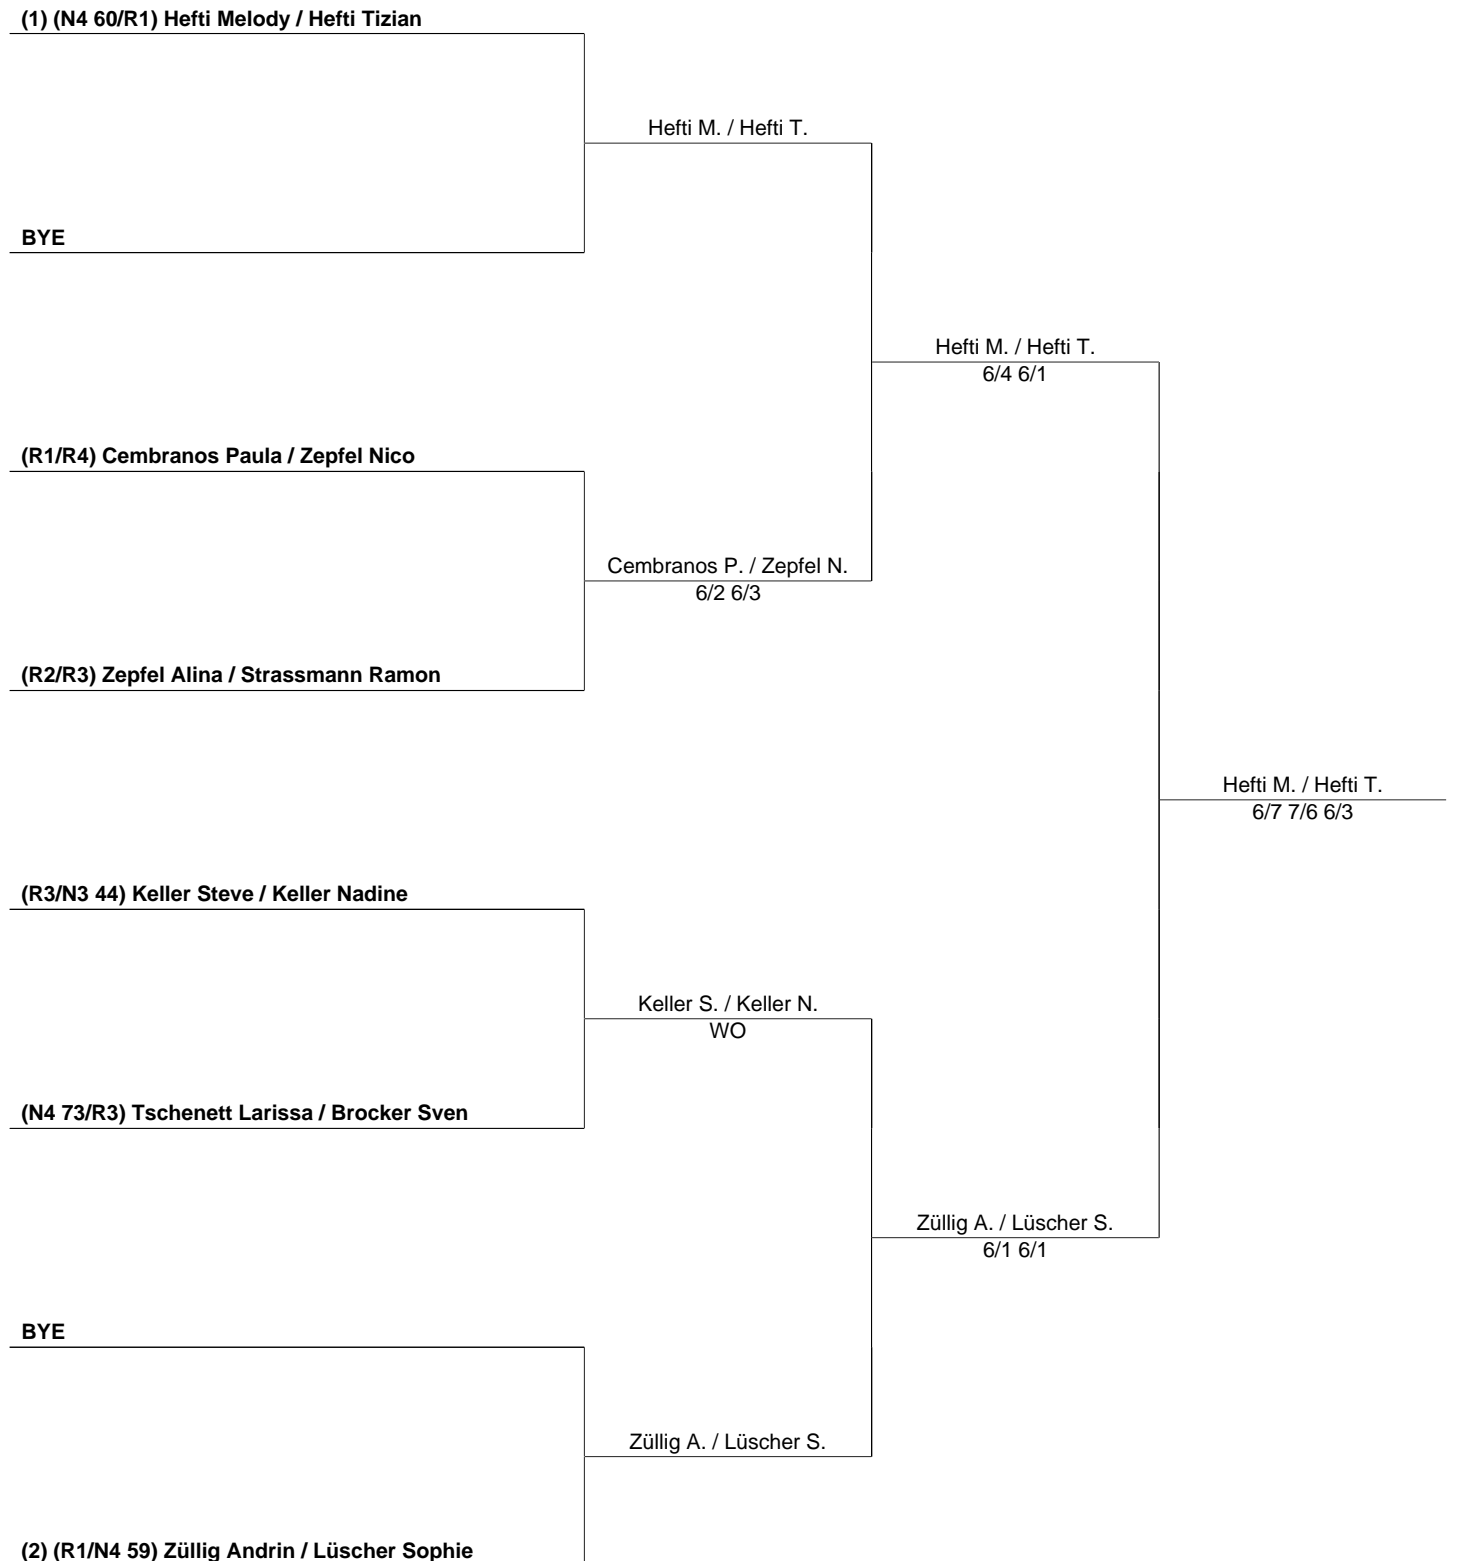 (1) (N4 60/R1) Hefti Melody / Hefti Tizian
Hefti M. / Hefti T.
BYE
Hefti M. / Hefti T.
6/4 6/1
(R1/R4) Cembranos Paula / Zepfel Nico
Cembranos P. / Zepfel N.
6/2 6/3
(R2/R3) Zepfel Alina / Strassmann Ramon
Hefti M. / Hefti T.
6/7 7/6 6/3
(R3/N3 44) Keller Steve / Keller Nadine
Keller S. / Keller N.
WO
(N4 73/R3) Tschenett Larissa / Brocker Sven
Züllig A. / Lüscher S.
6/1 6/1
BYE
Züllig A. / Lüscher S.
(2) (R1/N4 59) Züllig Andrin / Lüscher Sophie